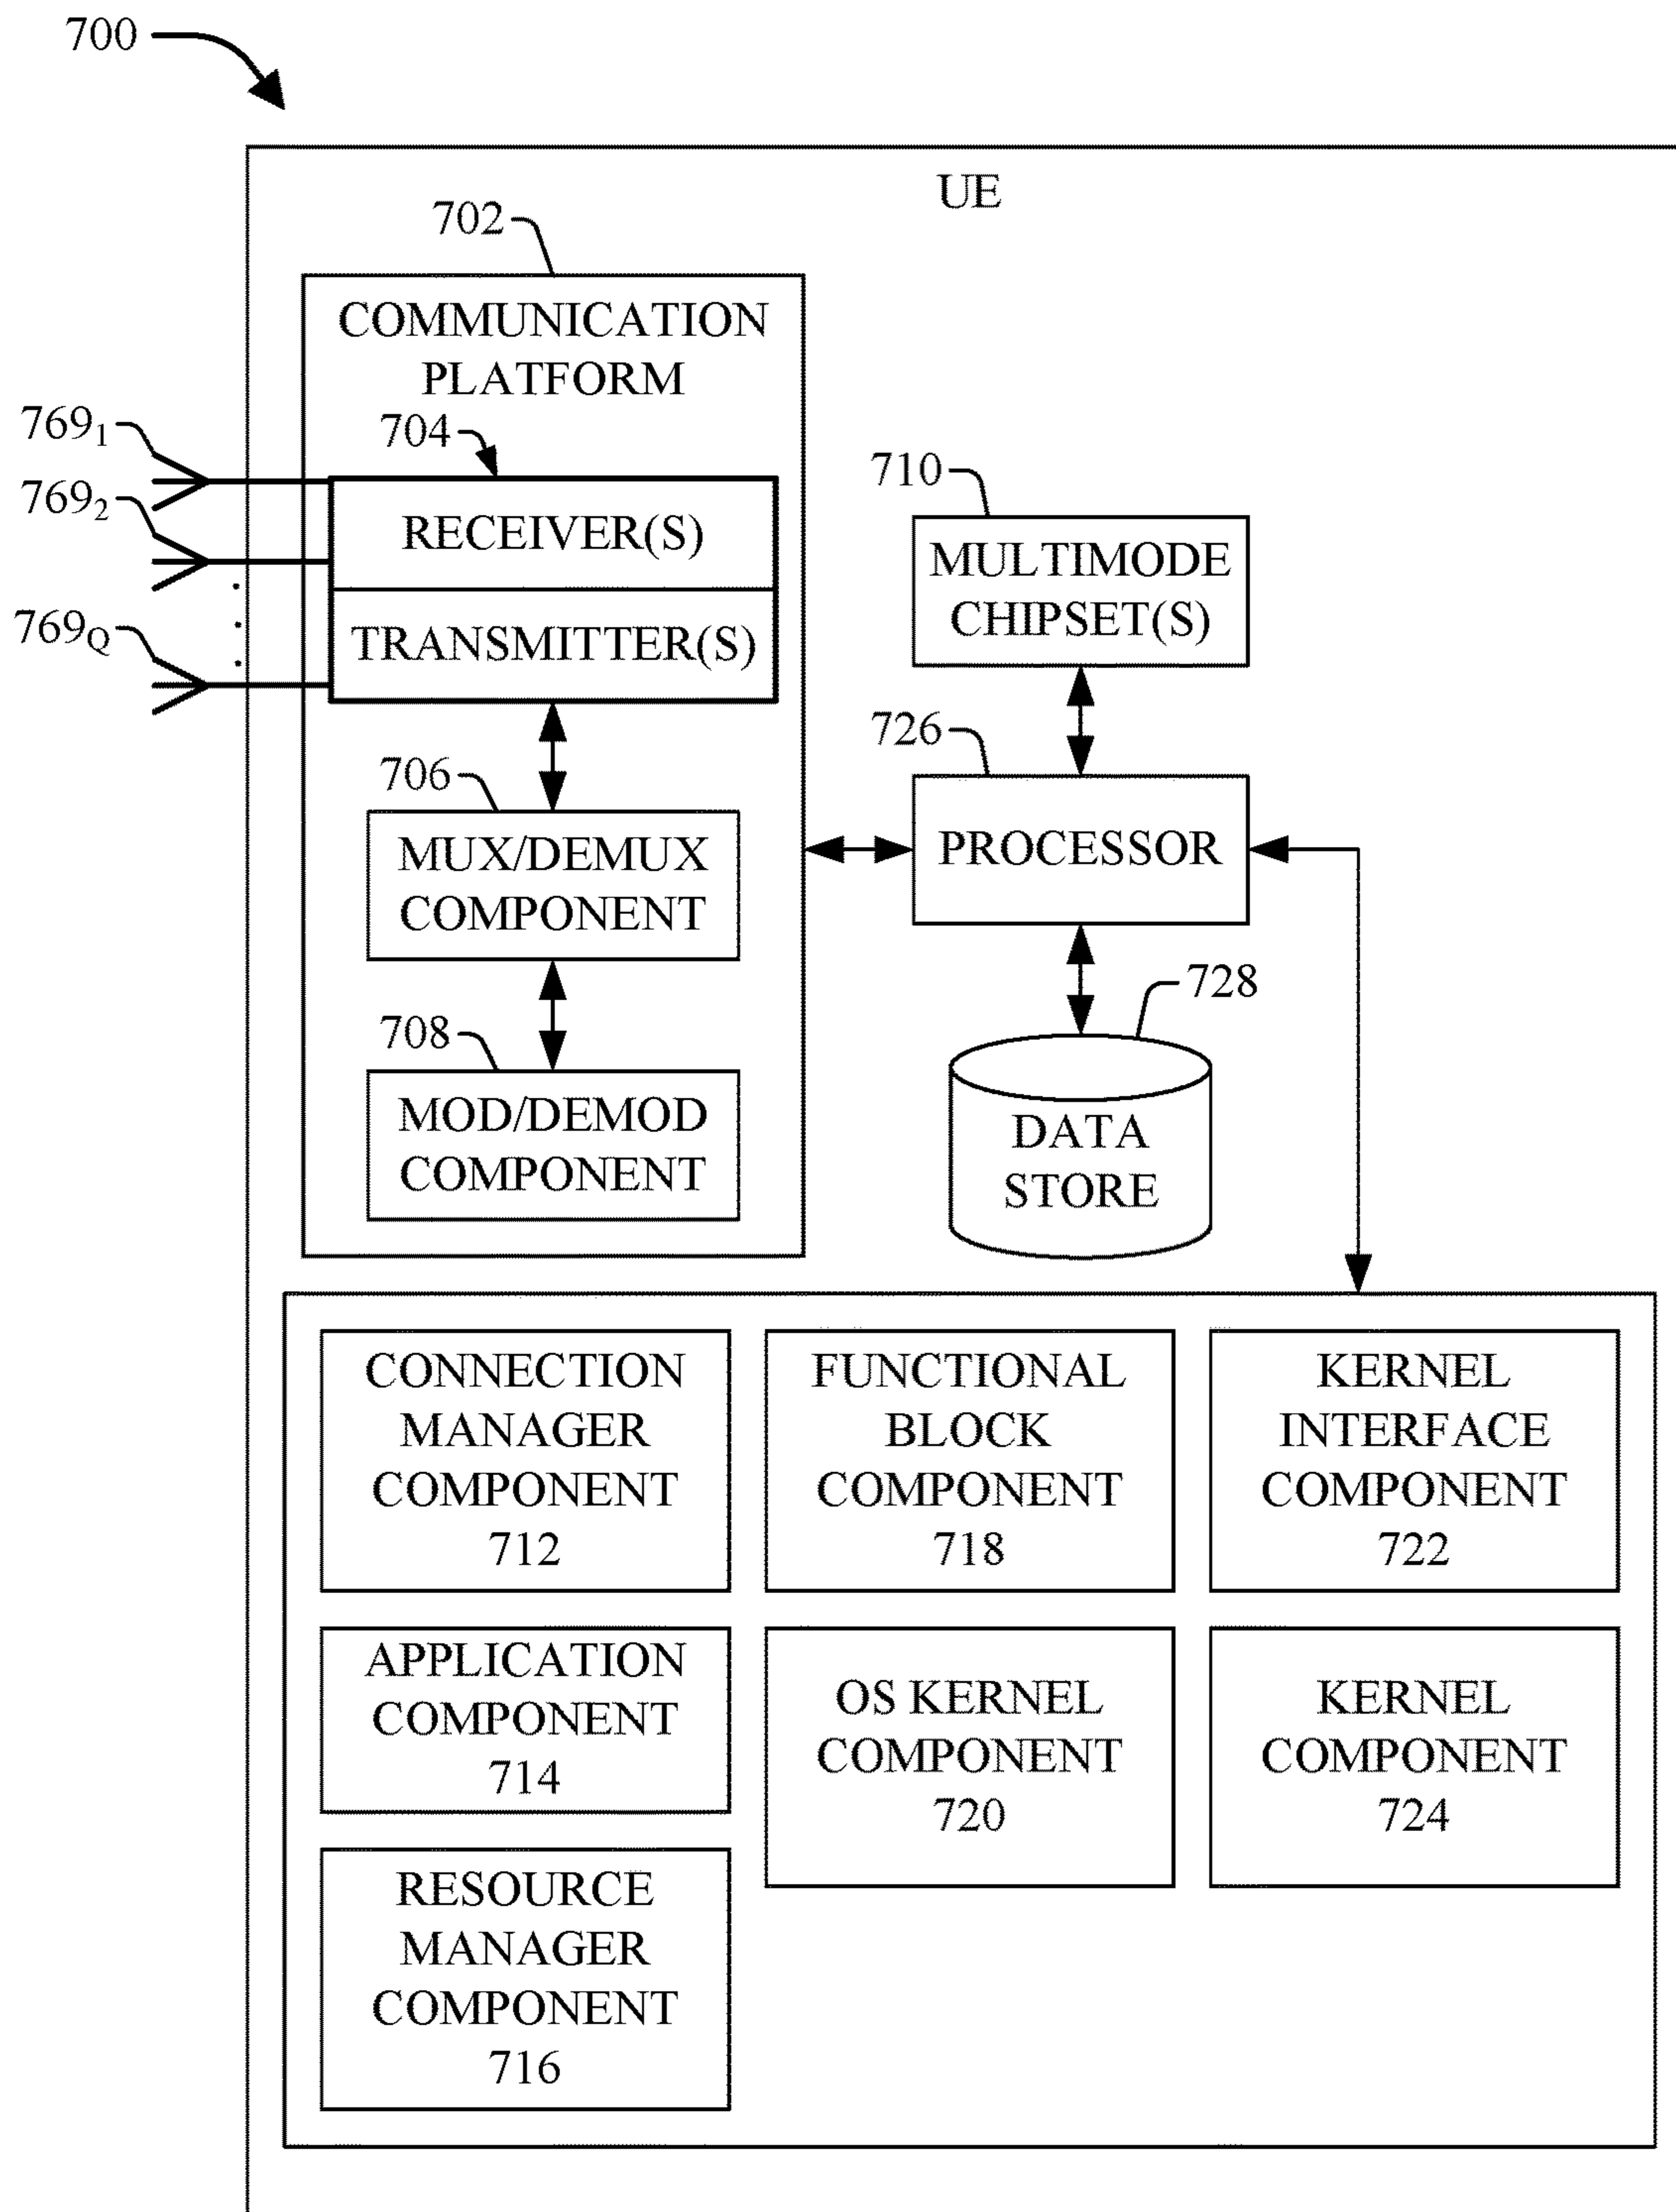 700
UE
702
COMMUNICATION
PLATFORM
704
769₁
769₂
769Q
RECEIVER(S)
TRANSMITTER(S)
706
MUX/DEMUX
COMPONENT
708
MOD/DEMOD
COMPONENT
710
MULTIMODE
CHIPSET(S)
726
PROCESSOR
728
DATA
STORE
CONNECTION
MANAGER
COMPONENT
712
FUNCTIONAL
BLOCK
COMPONENT
718
KERNEL
INTERFACE
COMPONENT
722
APPLICATION
COMPONENT
714
OS KERNEL
COMPONENT
720
KERNEL
COMPONENT
724
RESOURCE
MANAGER
COMPONENT
716